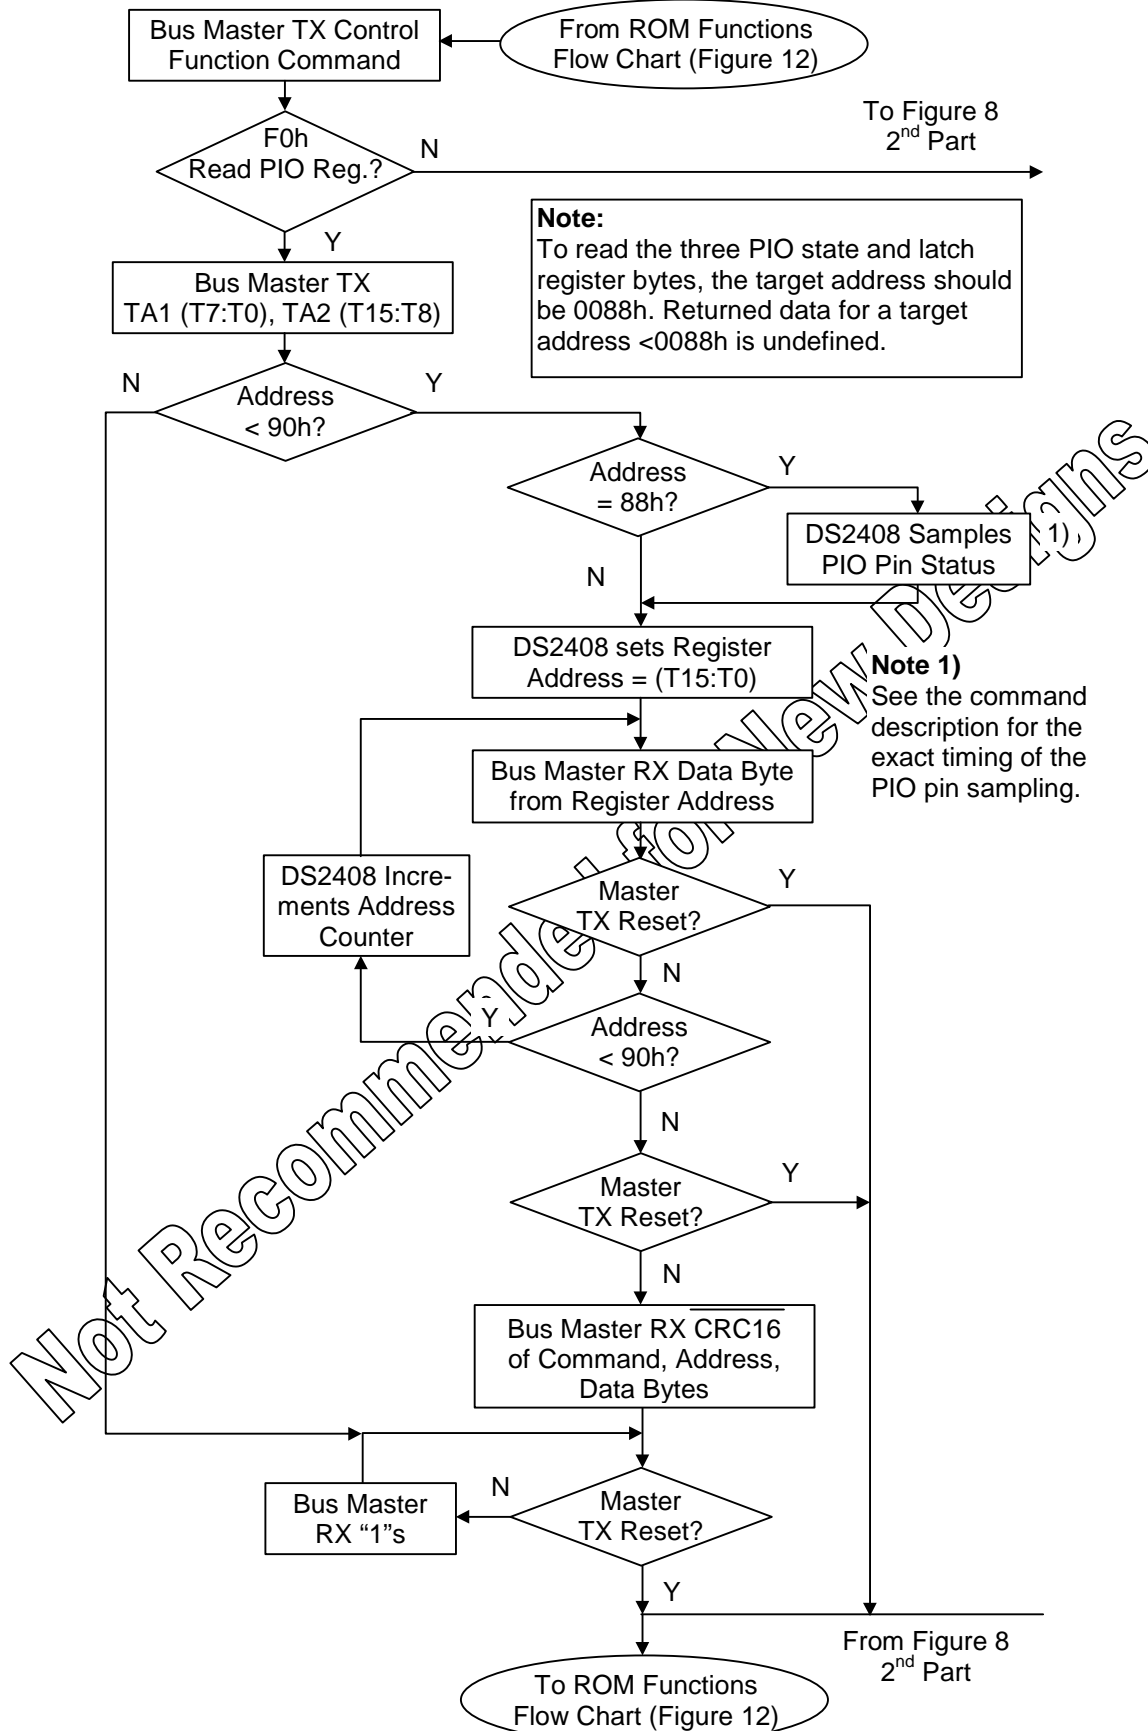 Bus Master TX Control
Function Command
From ROM Functions
Flow Chart (Figure 12)
To Figure 8
2nd Part
F0h
Read PIO Reg.?
N
Y
Note:
To read the three PIO state and latch
register bytes, the target address should
be 0088h. Returned data for a target
address <0088h is undefined.
Bus Master TX
TA1 (T7:T0), TA2 (T15:T8)
N
Address
< 90h?
Y
Address
= 88h?
Y
DS2408 Samples
PIO Pin Status
1)
N
DS2408 sets Register
Address = (T15:T0)
Note 1)
See the command
description for the
exact timing of the
PIO pin sampling.
Bus Master RX Data Byte
from Register Address
DS2408 Incre-
ments Address
Counter
Master
TX Reset?
Y
N
Y
Address
< 90h?
N
Master
TX Reset?
Y
N
Bus Master RX CRC16
of Command, Address,
Data Bytes
Bus Master
RX “1”s
N
Master
TX Reset?
Y
From Figure 8
2nd Part
To ROM Functions
Flow Chart (Figure 12)
Not Recommended for New Designs